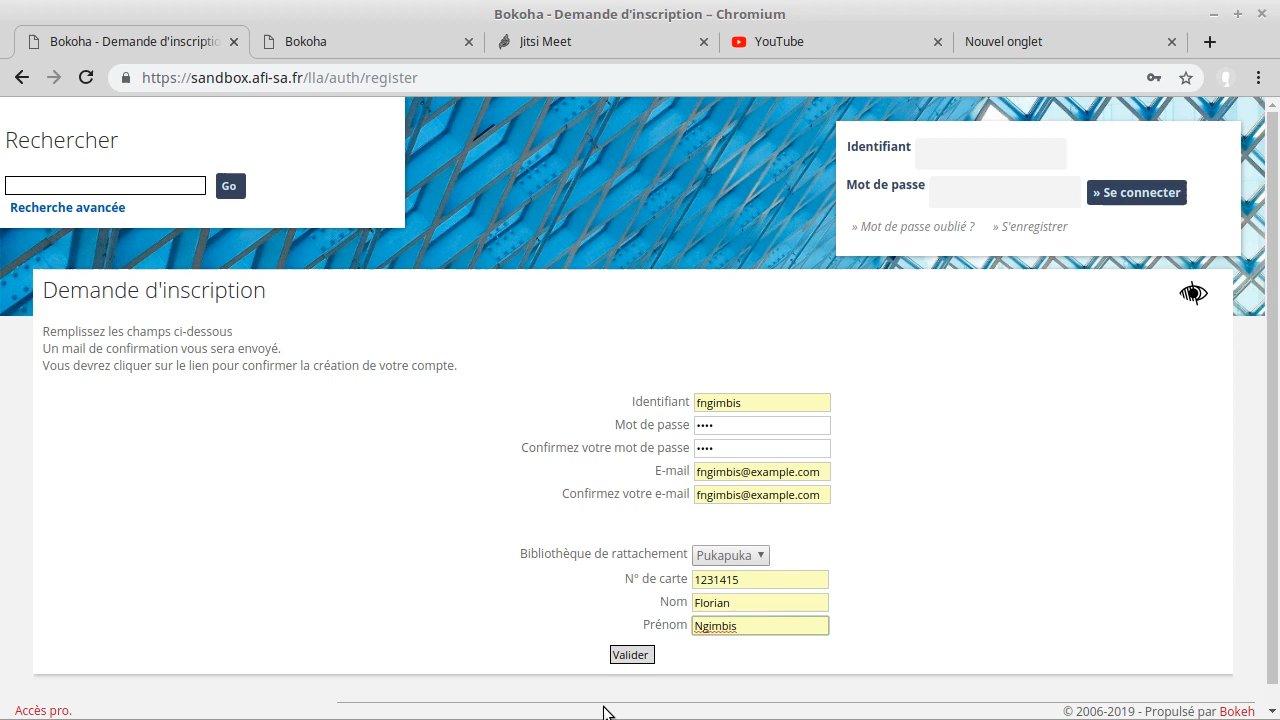 Bokoha - Demande d'inscription – Chromium
Bokoha - Demande d'inscriptio
Bokoha
Jitsi Meet
YouTube
Nouvel onglet
https://sandbox.afi-sa.fr/lla/auth/register
Rechercher
Go
Recherche avancée
Identifiant
Mot de passe
» Se connecter
» Mot de passe oublié ? » S'enregistrer
Demande d'inscription
Remplissez les champs ci-dessous
Un mail de confirmation vous sera envoyé.
Vous devrez cliquer sur le lien pour confirmer la création de votre compte.
Identifiant fngimbis
Mot de passe ••••
Confirmez votre mot de passe ••••
E-mail fngimbis@example.com
Confirmez votre e-mail fngimbis@example.com
Bibliothèque de rattachement Pukapuka
N° de carte 1231415
Nom Florian
Prénom Ngimbis
Valider
Accès pro.
© 2006-2019 - Propulsé par Bokeh